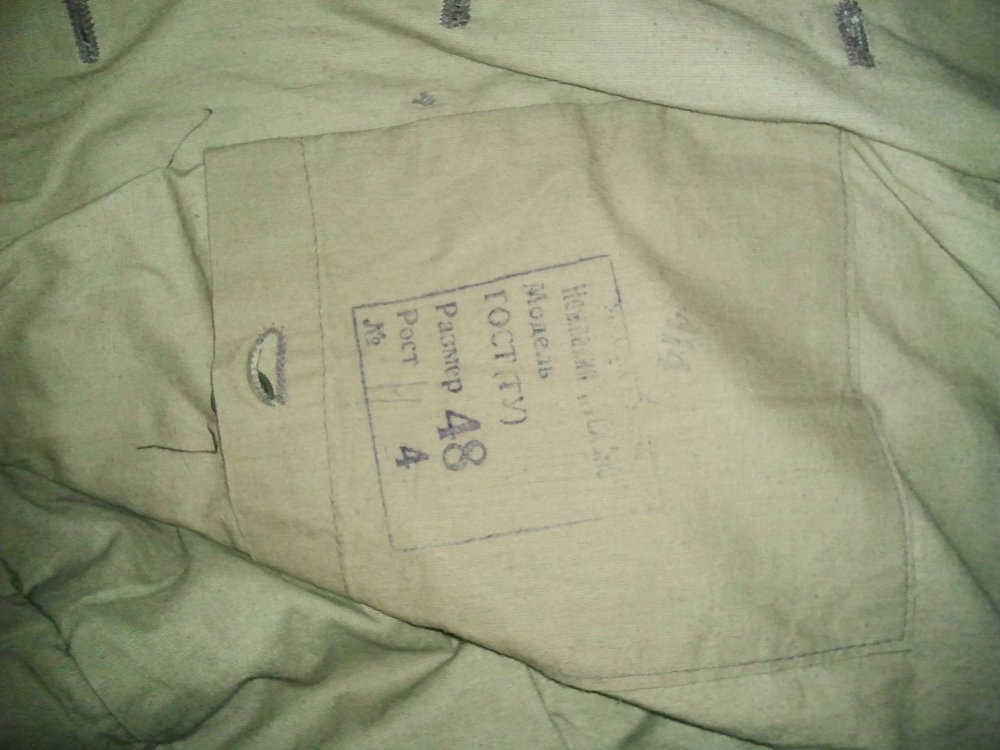 Модель
ГОСТ (ТУ)
Размер 48
Рост 4
№